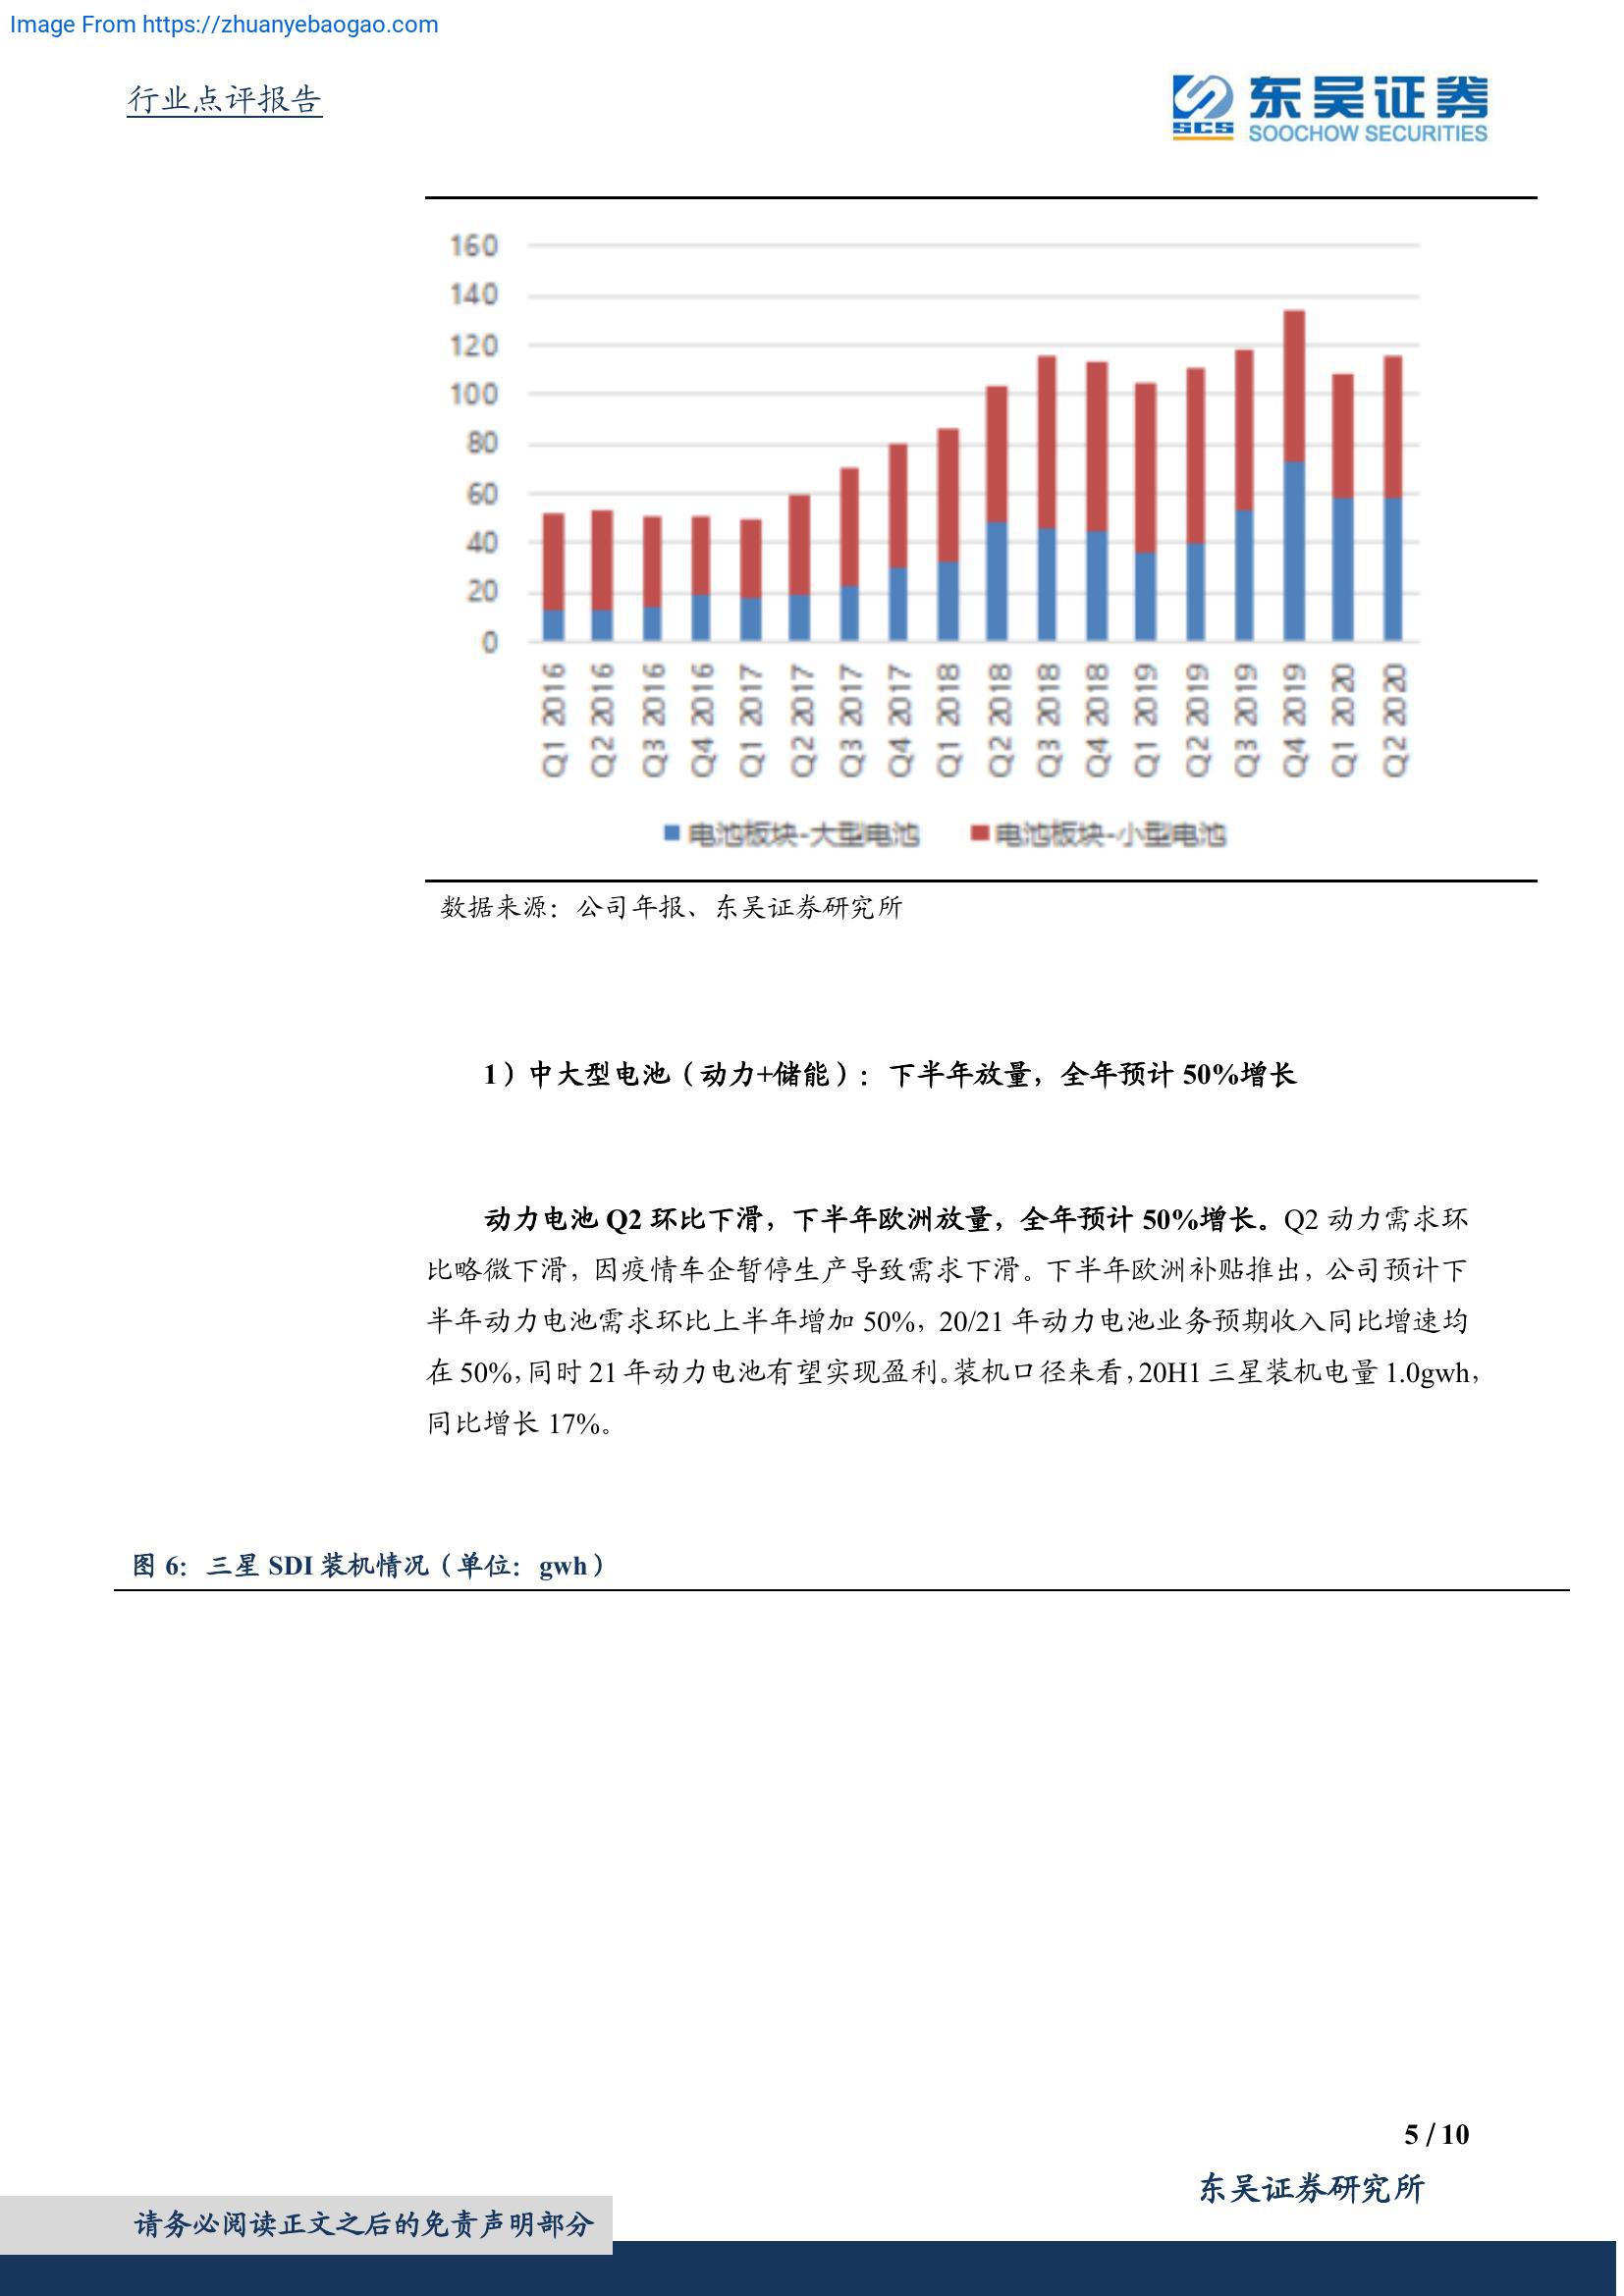 Image From https://zhuanyebaogao.com
行业点评报告
SCS
东吴证券
SOOCHOW SECURITIES
160
140
120
100
80
60
40
20
0
Q1 2016
Q2 2016
Q3 2016
Q4 2016
Q1 2017
Q2 2017
Q3 2017
Q4 2017
Q1 2018
Q2 2018
Q3 2018
Q4 2018
Q1 2019
Q2 2019
Q3 2019
Q4 2019
Q1 2020
Q2 2020
电池板块-大型电池 电池板块-小型电池
数据来源：公司年报、东吴证券研究所
1）中大型电池（动力+储能）：下半年放量，全年预计 50%增长
动力电池 Q2 环比下滑，下半年欧洲放量，全年预计 50%增长。Q2 动力需求环
比略微下滑，因疫情车企暂停生产导致需求下滑。下半年欧洲补贴推出，公司预计下
半年动力电池需求环比上半年增加 50%，20/21 年动力电池业务预期收入同比增速均
在 50%，同时 21 年动力电池有望实现盈利。装机口径来看，20H1 三星装机电量 1.0gwh，
同比增长 17%。
图 6：三星 SDI 装机情况（单位：gwh）
5 / 10
东吴证券研究所
请务必阅读正文之后的免责声明部分